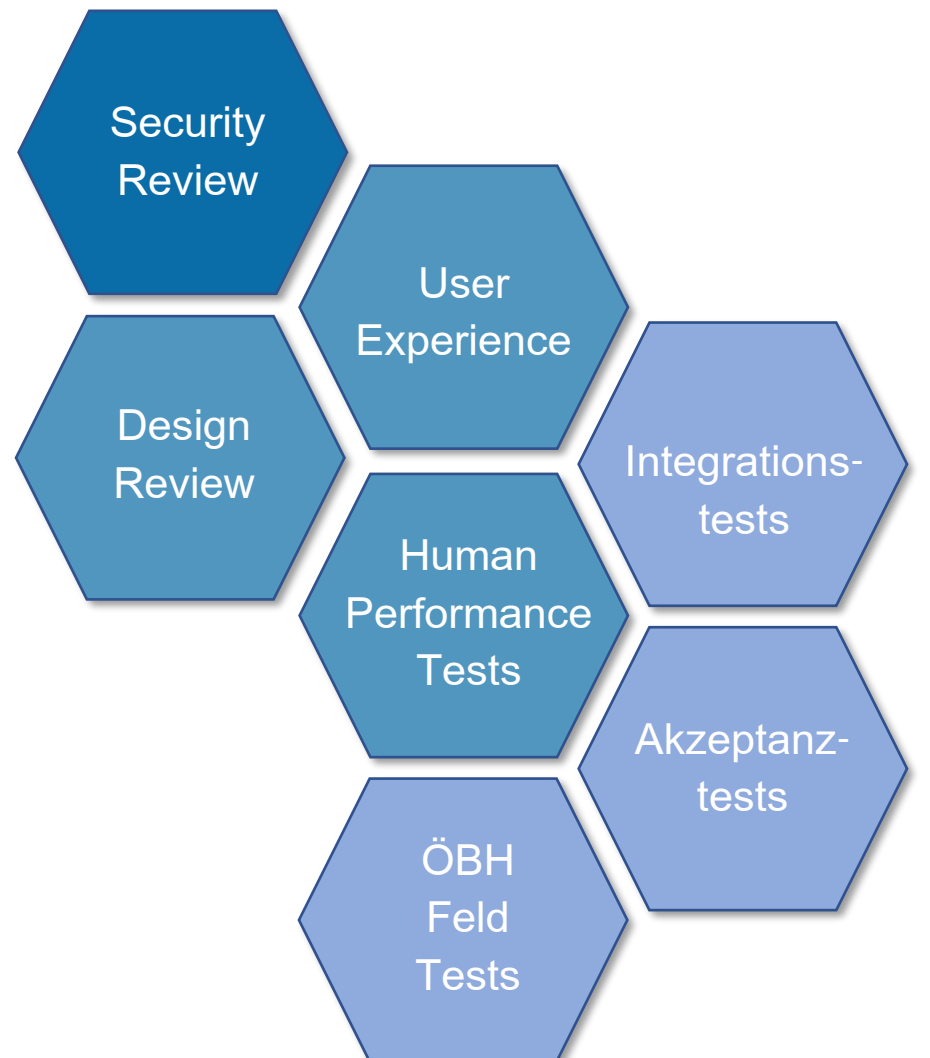 Security
Review
User
Experience
Design
Review
Integrations-
tests
Human
Performance
Tests
Akzeptanz-
tests
ÖBH
Feld
Tests